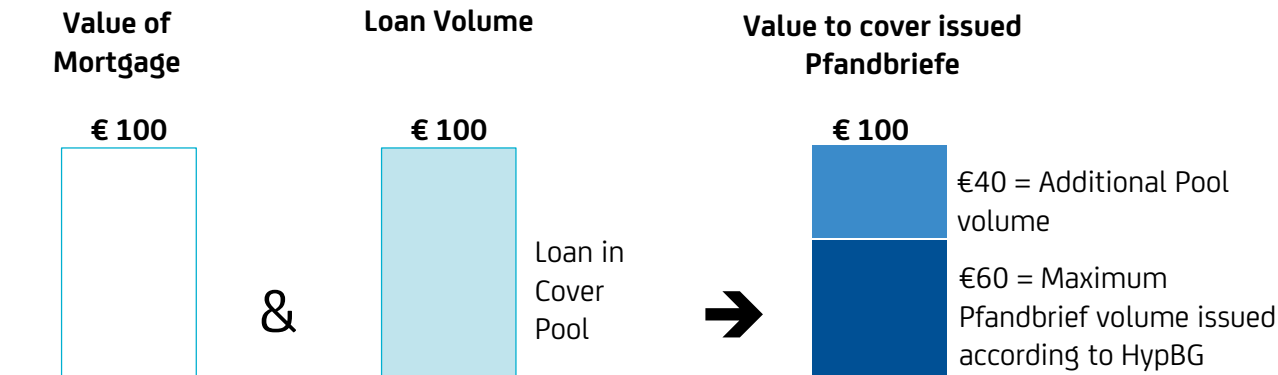 Value of
Mortgage
Loan Volume
Value to cover issued
Pfandbriefe
€ 100
€ 100
€ 100
€40 = Additional Pool
volume
Loan in
Cover
Pool
&
➔
€60 = Maximum
Pfandbrief volume issued
according to HypBG